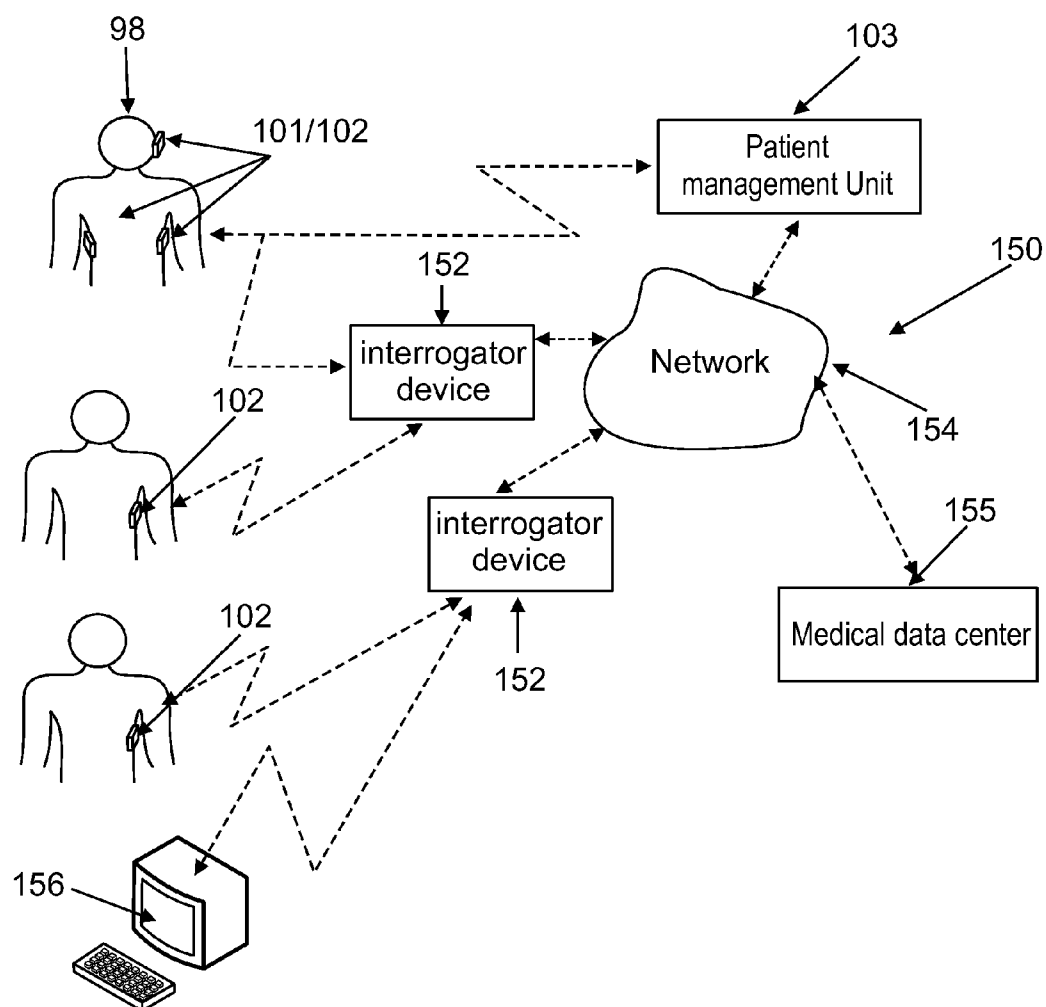 98
103
101/102
Patient
management Unit
152
150
interrogator
device
Network
102
154
interrogator
device
155
102
152
Medical data center
156